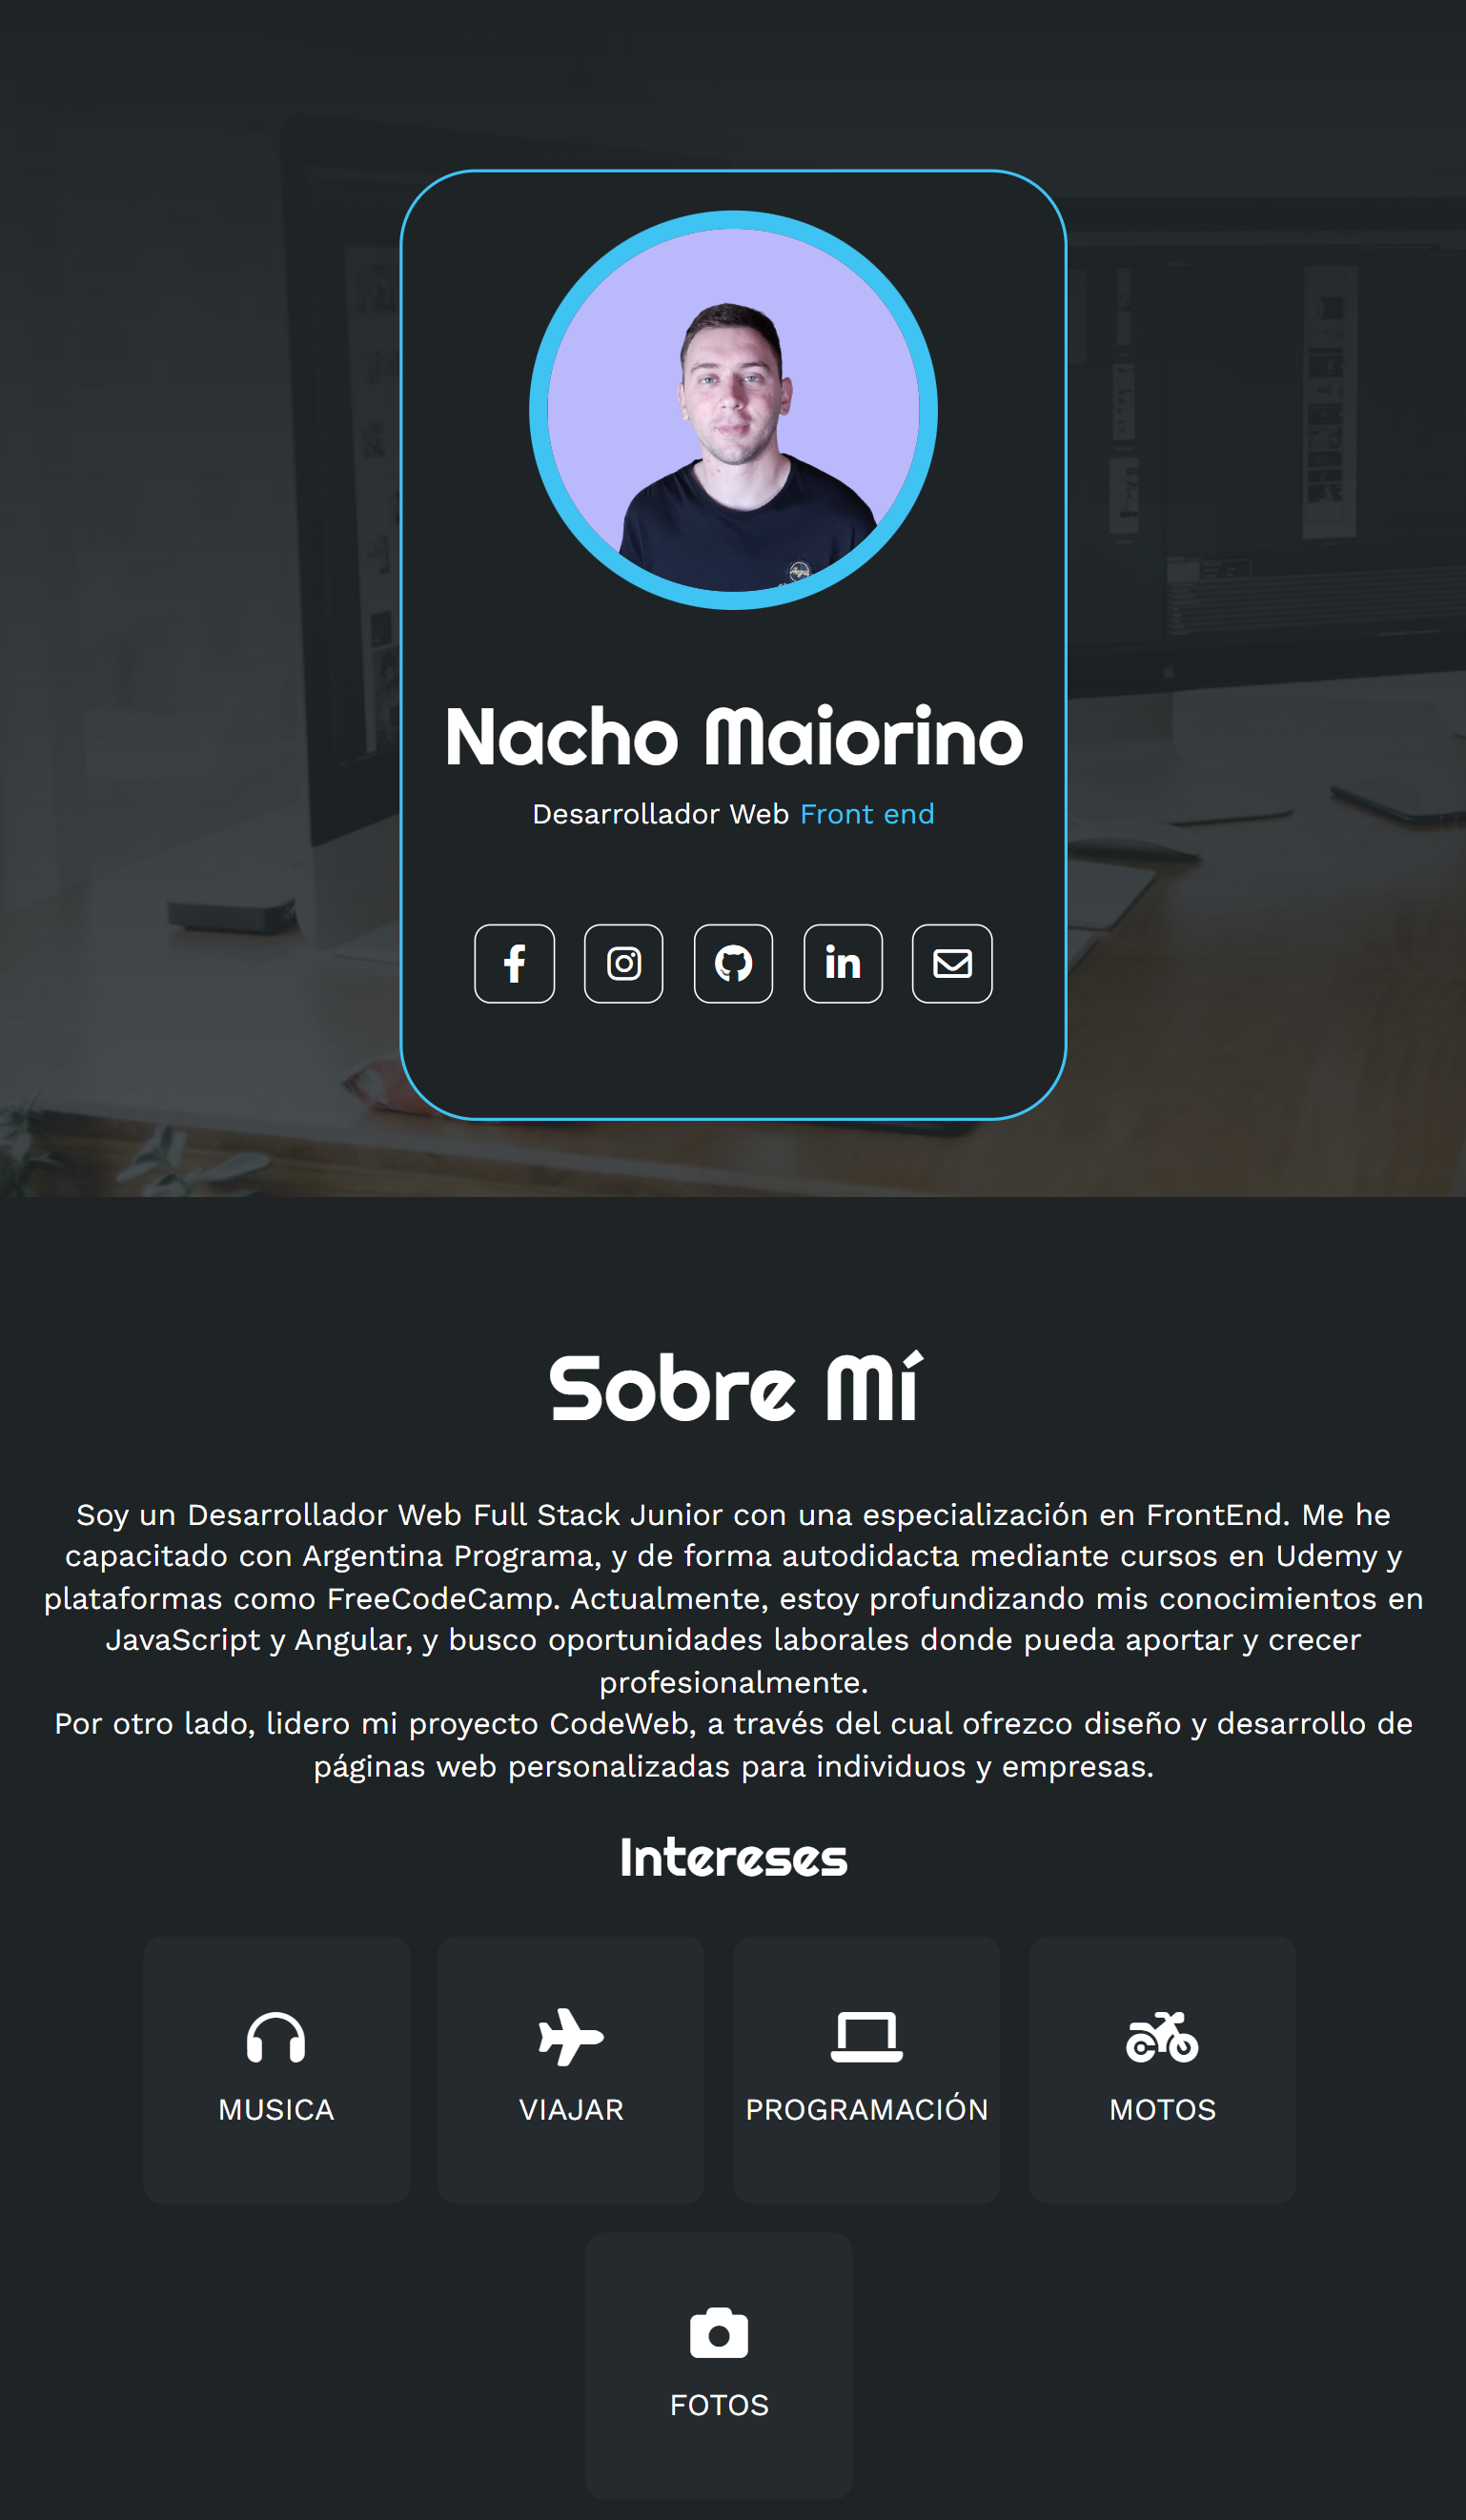 Nacho Maiorino
Desarrollador Web Front end
Sobre Mí
Soy un Desarrollador Web Full Stack Junior con una especialización en FrontEnd. Me he
capacitado con Argentina Programa, y de forma autodidacta mediante cursos en Udemy y
plataformas como FreeCodeCamp. Actualmente, estoy profundizando mis conocimientos en
JavaScript y Angular, y busco oportunidades laborales donde pueda aportar y crecer
profesionalmente.
Por otro lado, lidero mi proyecto CodeWeb, a través del cual ofrezco diseño y desarrollo de
páginas web personalizadas para individuos y empresas.
Intereses
MUSICA
VIAJAR
PROGRAMACIÓN
MOTOS
FOTOS